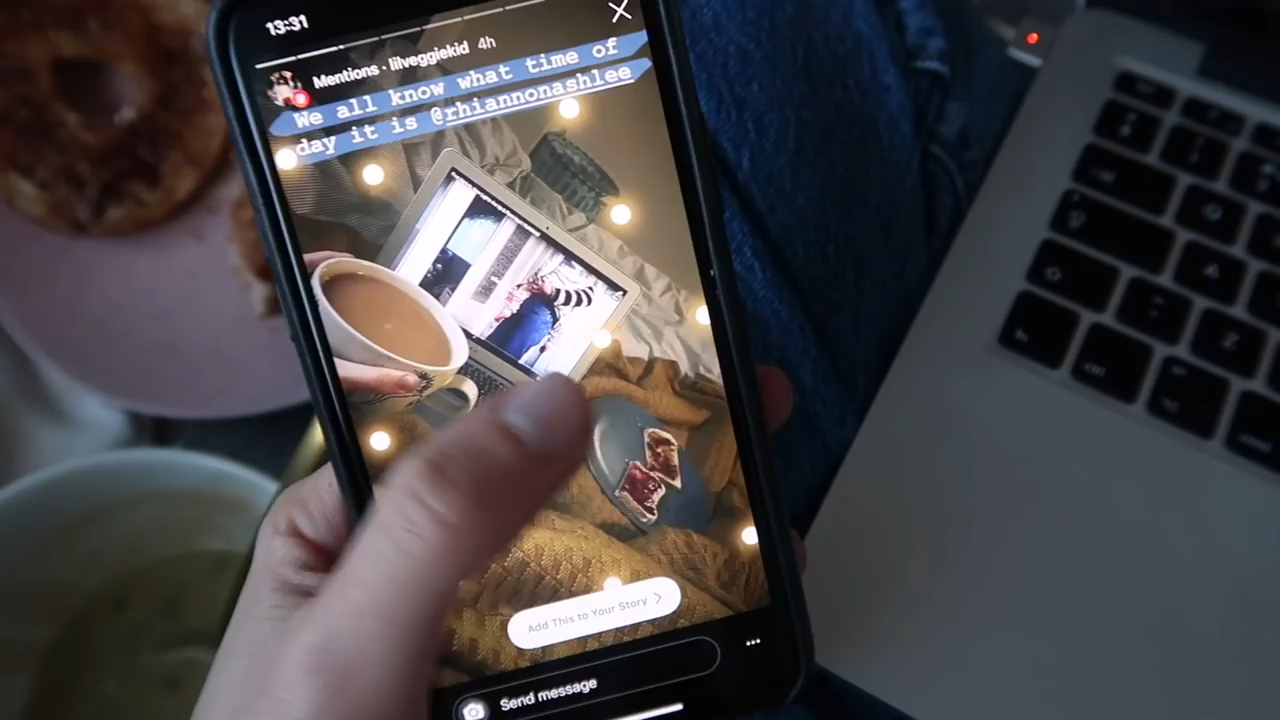 13:31
Mentions · lilveggiekid 4h
We all know what time of
day it is @rhiannonashlee
Add This to Your Story
Send message
ctrl
Z
A
Q